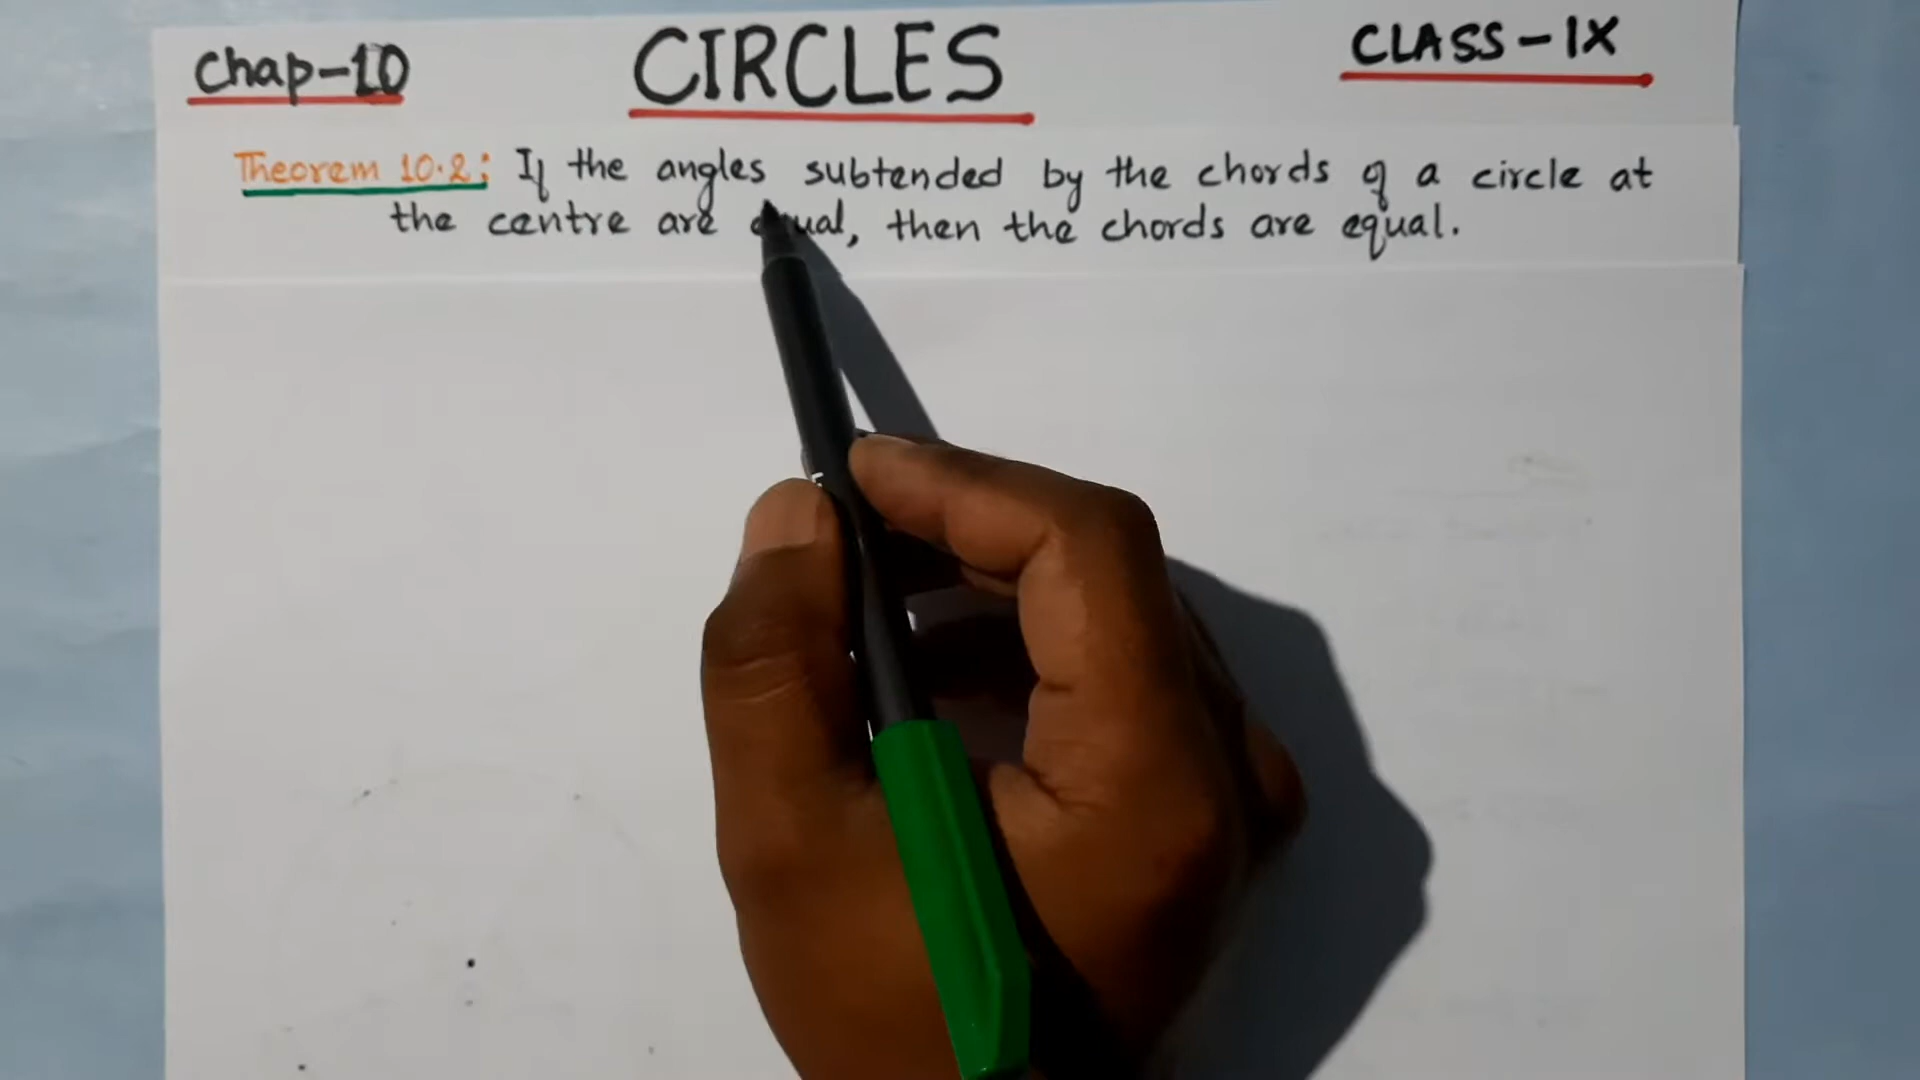 Chap-10
CIRCLES
CLASS-IX
Theorem 10.2: If the angles subtended by the chords of a circle at
the centre are equal, then the chords are equal.